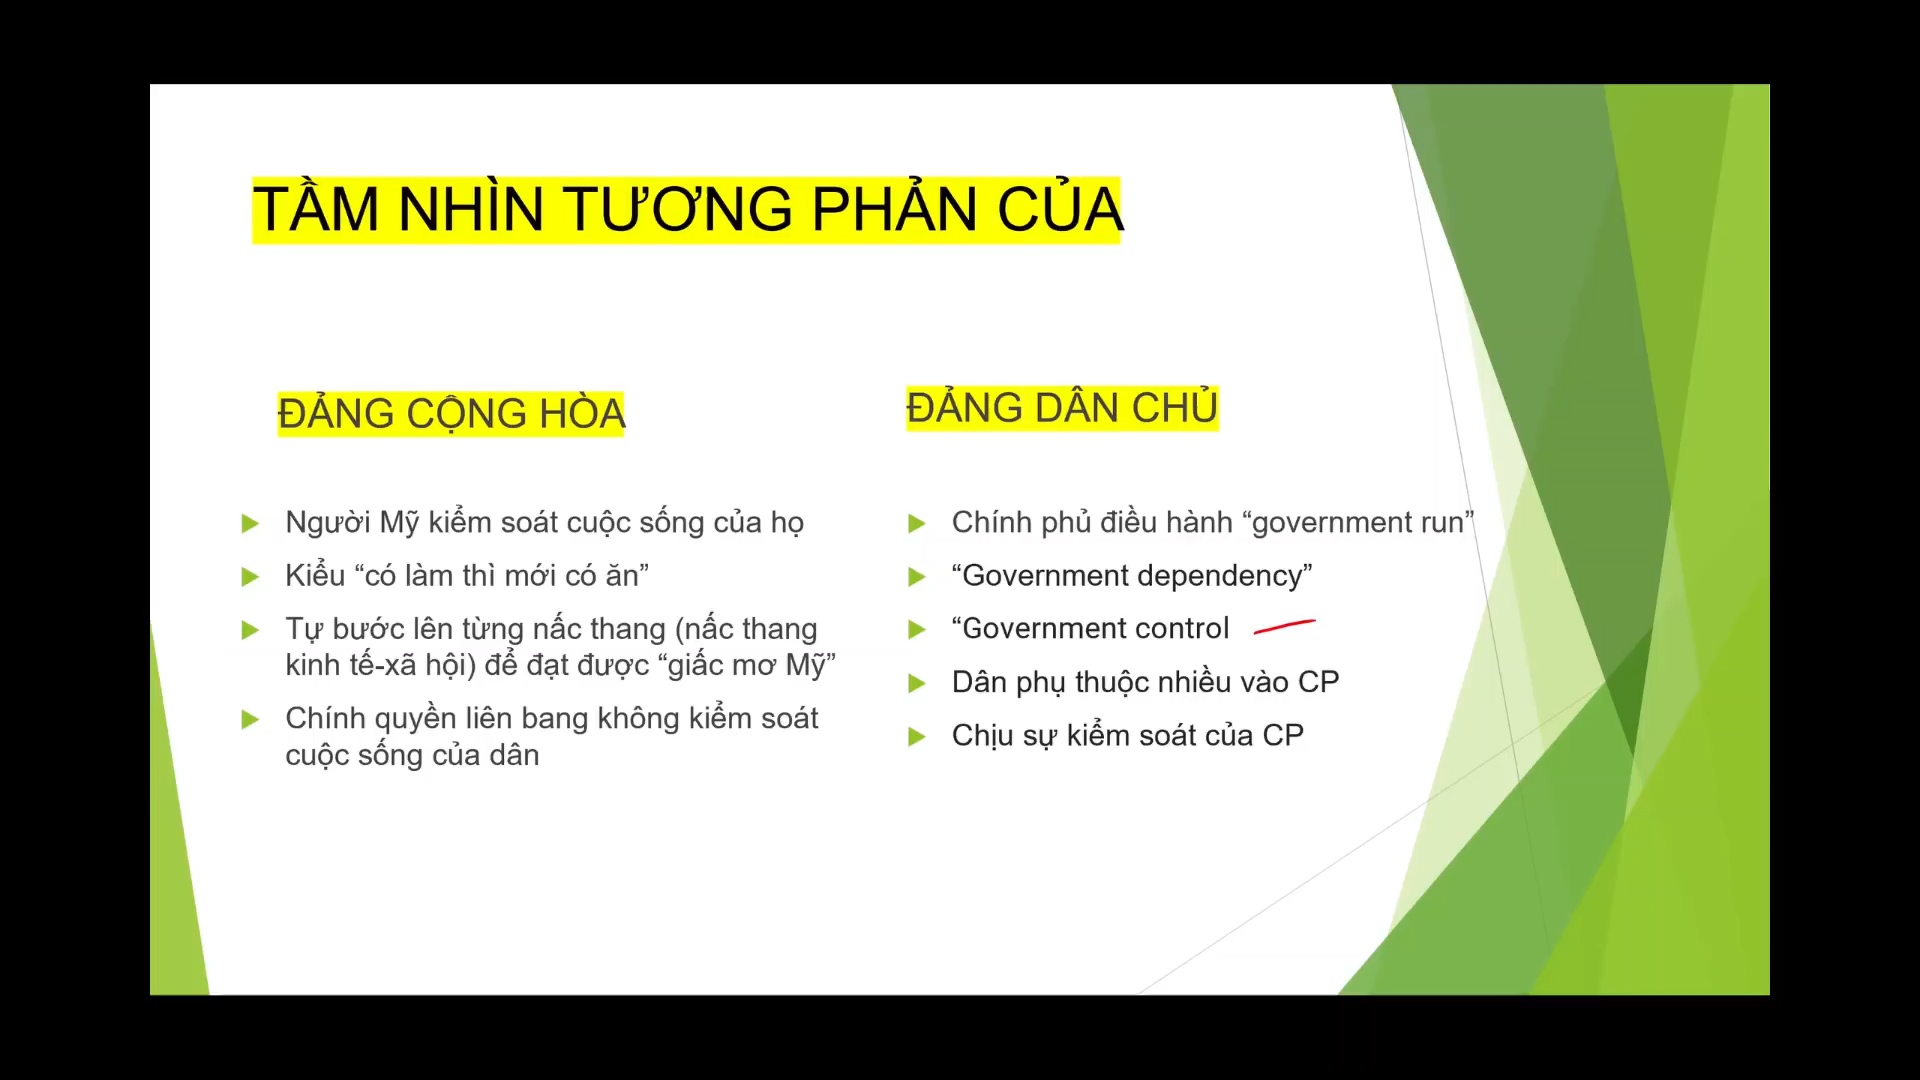 TẦM NHÌN TƯƠNG PHẢN CỦA
ĐẢNG CỘNG HÒA
Người Mỹ kiểm soát cuộc sống của họ
Kiểu “có làm thì mới có ăn”
Tự bước lên từng nấc thang (nấc thang
kinh tế-xã hội) để đạt được “giấc mơ Mỹ”
Chính quyền liên bang không kiểm soát
cuộc sống của dân
ĐẢNG DÂN CHỦ
Chính phủ điều hành “government run”
“Government dependency”
“Government control
Dân phụ thuộc nhiều vào CP
Chịu sự kiểm soát của CP